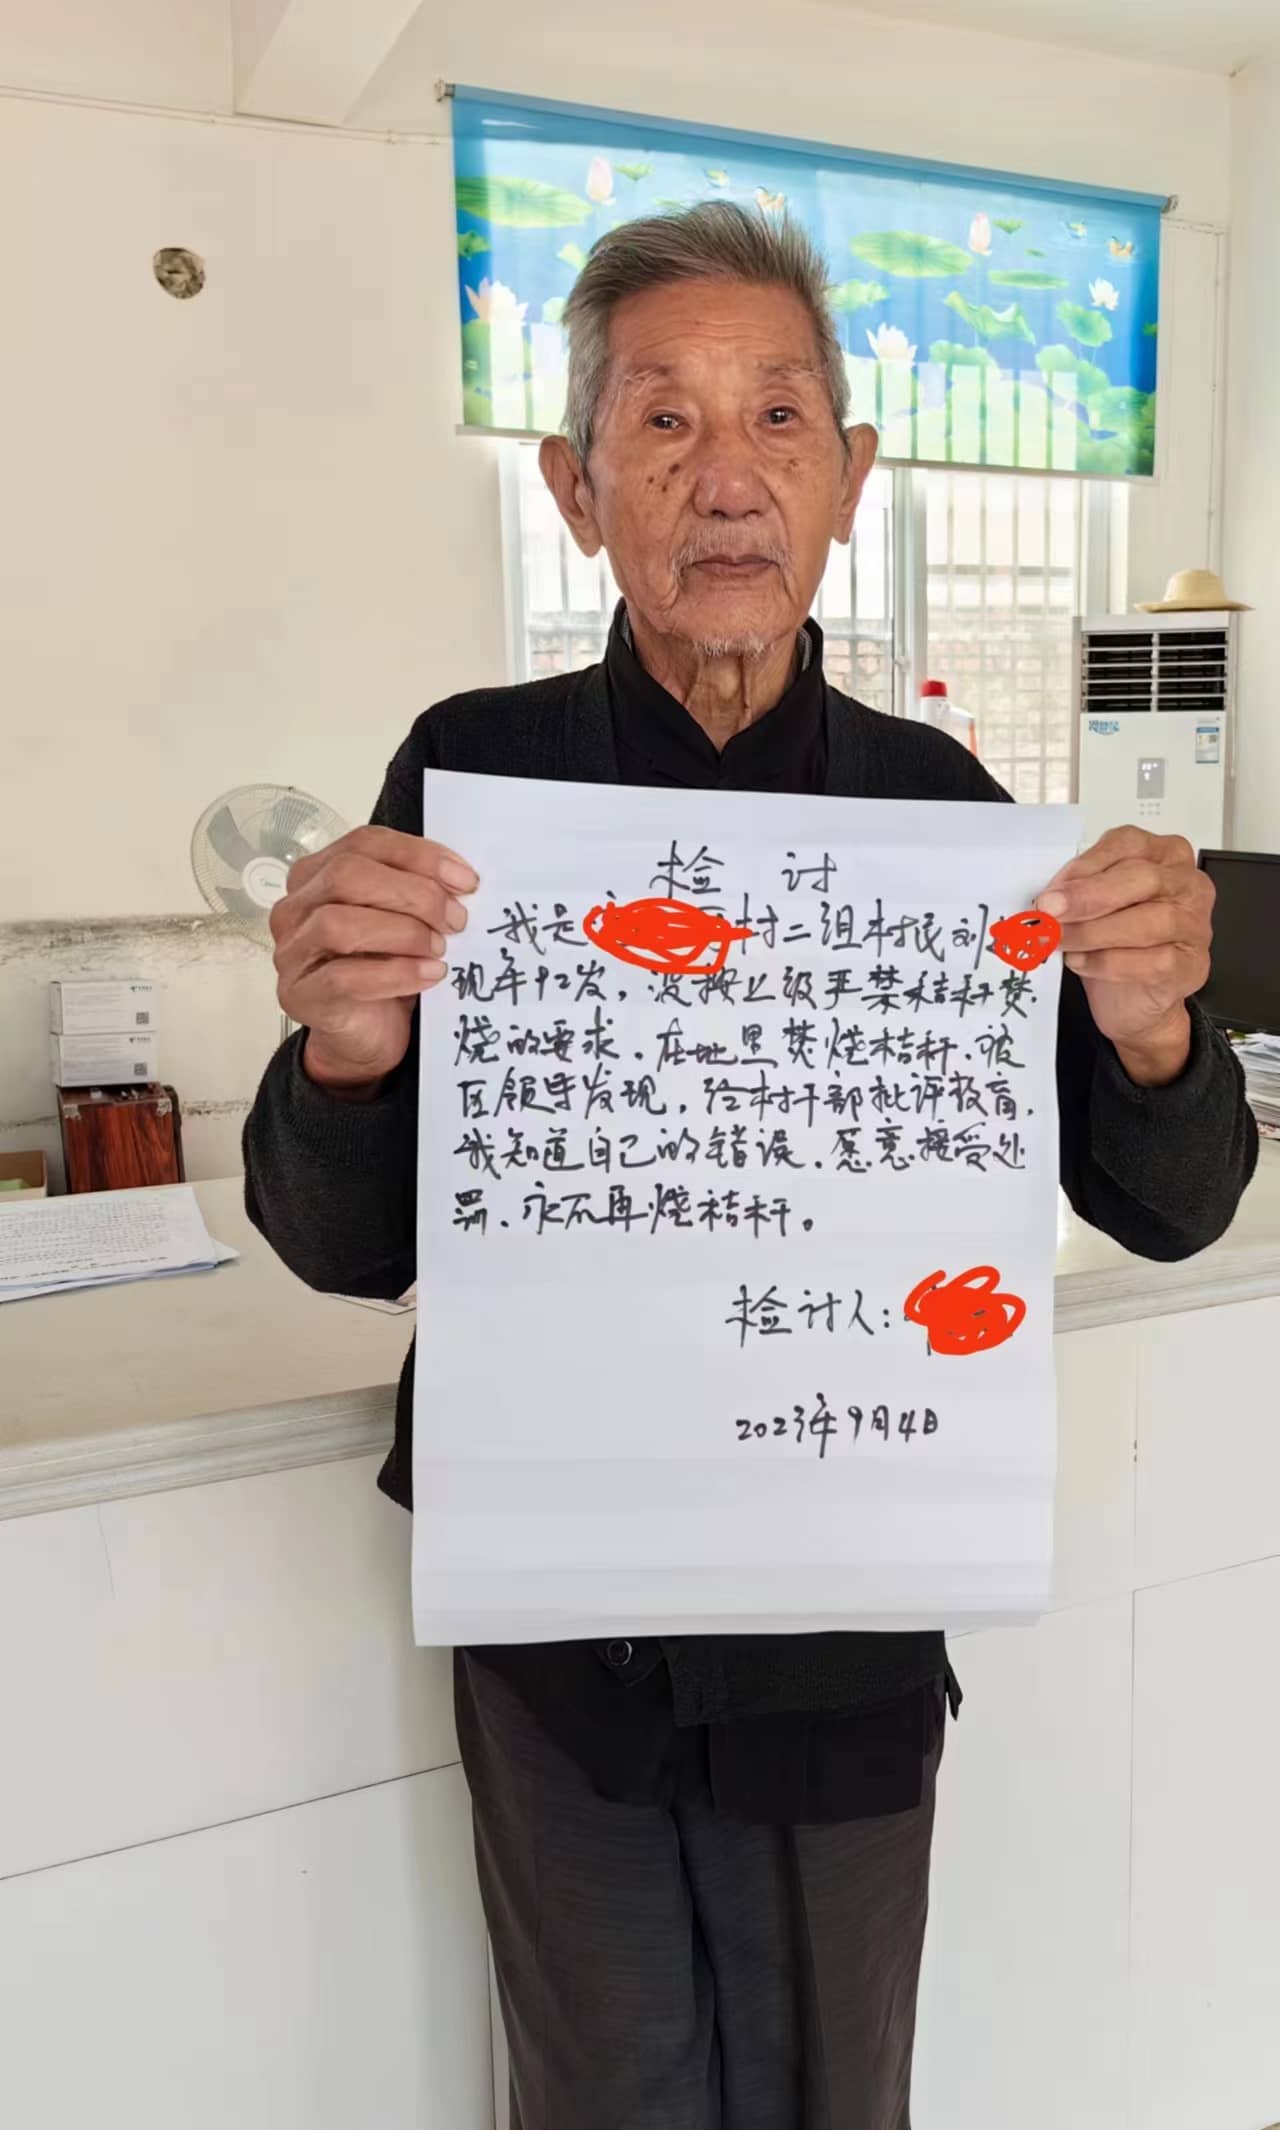 检 讨
我是 村二组村民刘
现年92岁，没按上级严禁秸秆焚
烧的要求，在地里焚烧秸秆，被
区领导发现，给村干部批评教育，
我知道自己的错误，愿意接受处
罚、永不再烧秸秆。
检讨人：
2023年9月4日